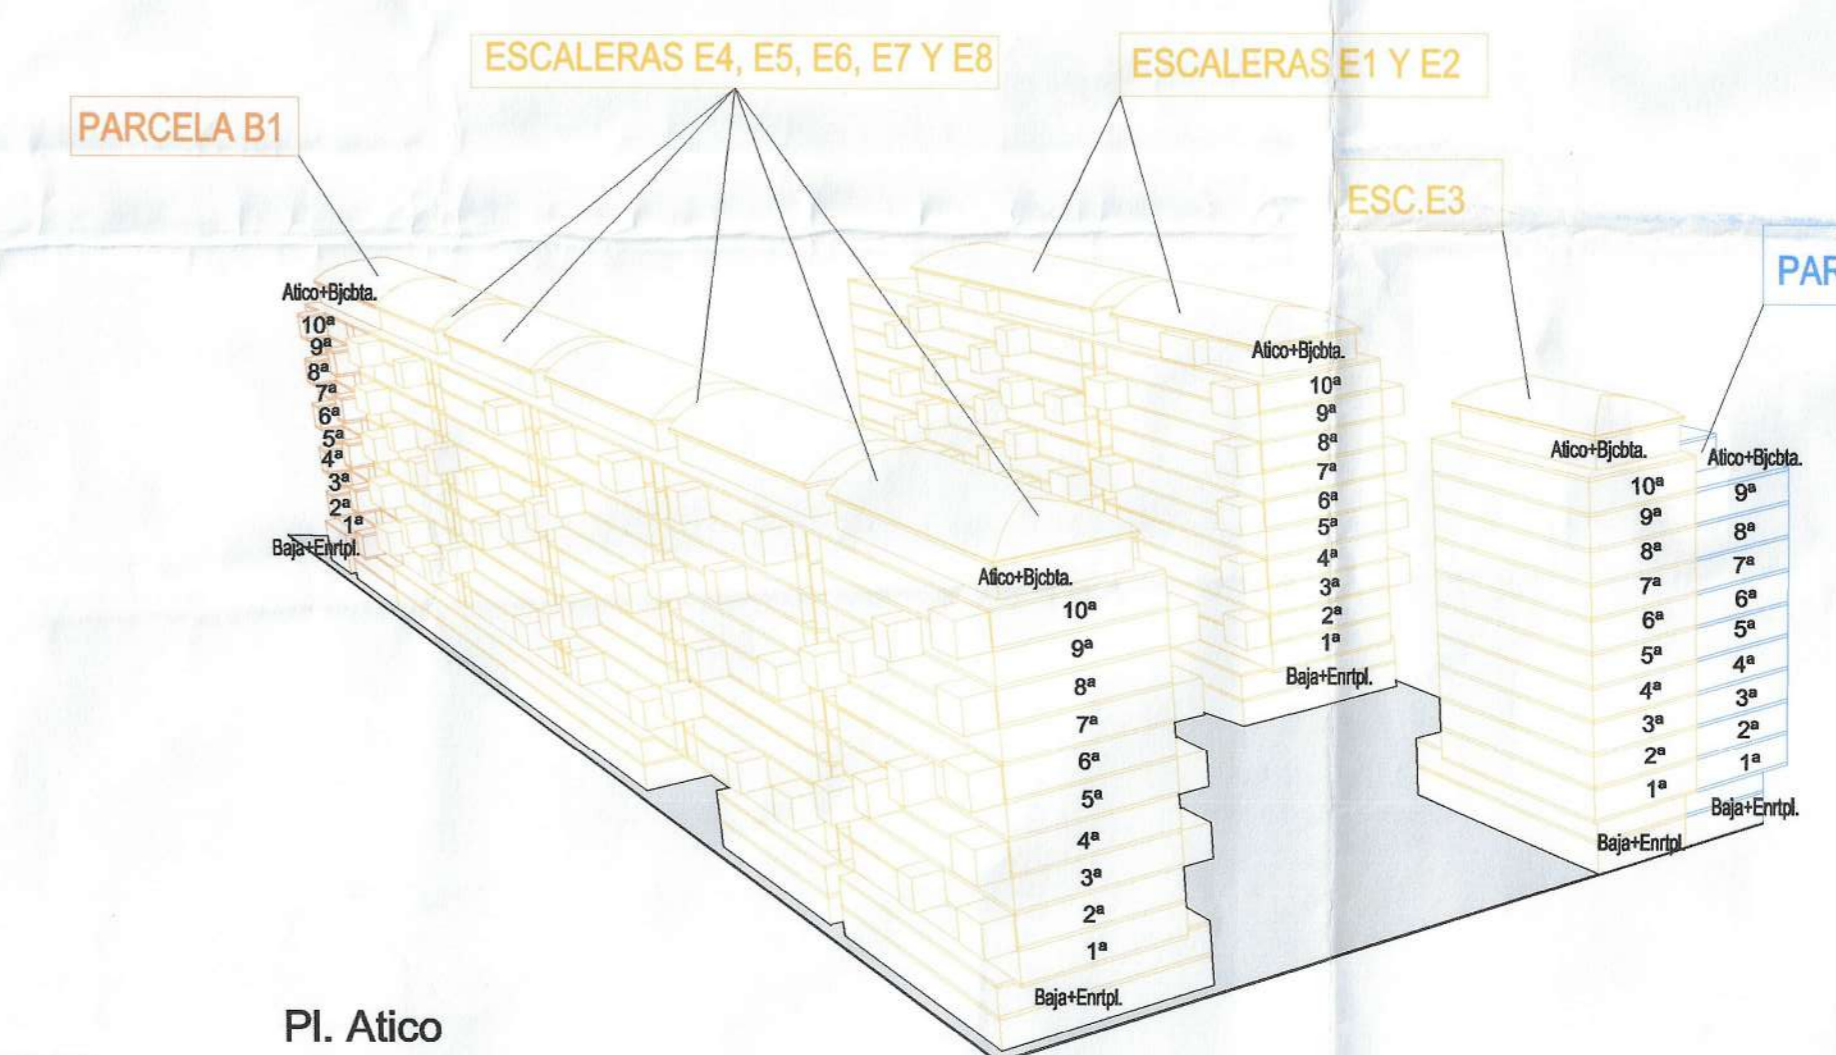 ESCALERAS E4, E5, E6, E7 Y E8
ESCALERAS E1 Y E2
PARCELA B1
ESC.E3
PAR
Atico+Bjcbta.
10ª
9ª
8ª
7ª
6ª
5ª
4ª
3ª
2ª
1ª
Baja+Enrtpl.
Atico+Bjcbta.
10ª
9ª
8ª
7ª
6ª
5ª
4ª
3ª
2ª
1ª
Baja+Enrtpl.
Atico+Bjcbta.
10ª
9ª
8ª
7ª
6ª
5ª
4ª
3ª
2ª
1ª
Baja+Enrtpl.
Atico+Bjcbta.
10ª
9ª
8ª
7ª
6ª
5ª
4ª
3ª
2ª
1ª
Baja+Enrtpl.
Atico+Bjcbta.
9ª
8ª
7ª
6ª
5ª
4ª
3ª
2ª
1ª
Baja+Enrtpl.
Pl. Atico